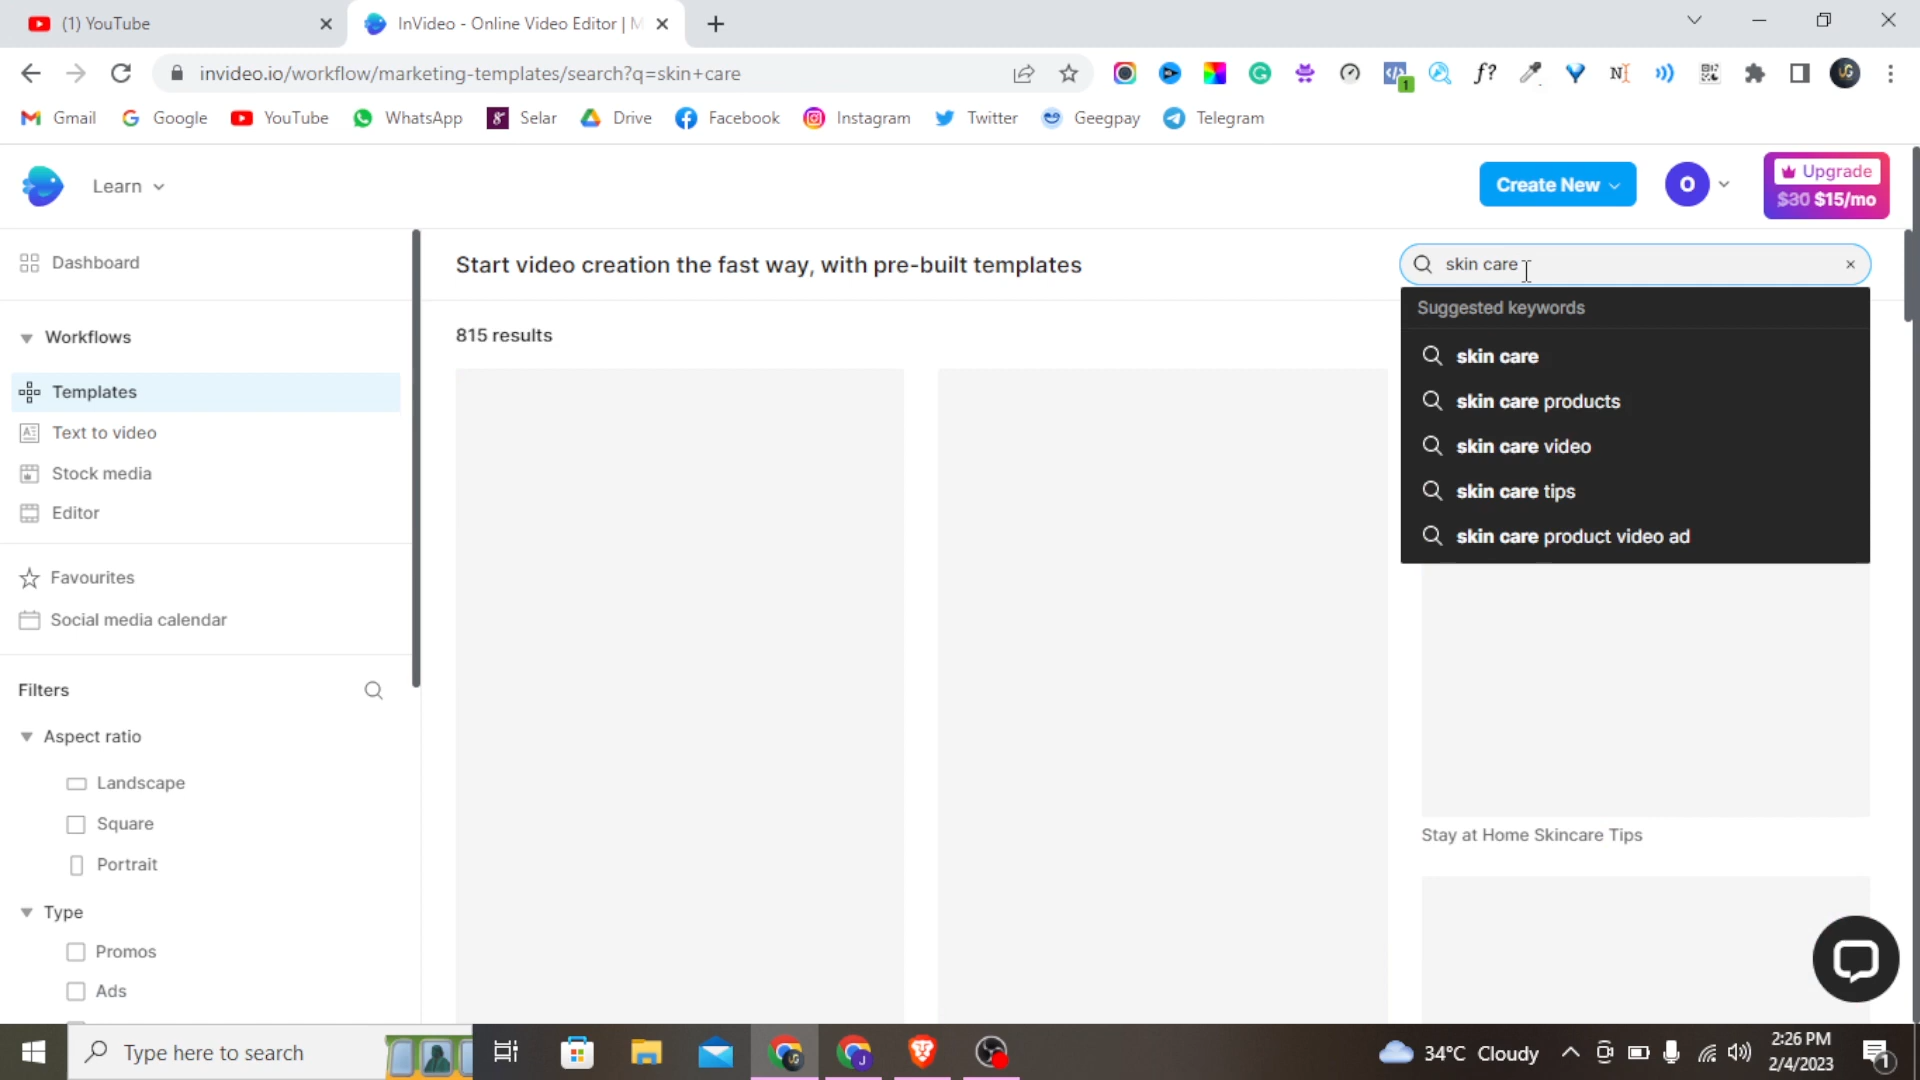 (1) YouTube
InVideo - Online Video Editor | M
invideo.io/workflow/marketing-templates/search?q=skin+care
1
f?
N
UG
Gmail
Google
YouTube
WhatsApp
Selar
Drive
Facebook
Instagram
Twitter
Geegpay
Telegram
Learn
Create New
O
Upgrade
$30 $15/mo
Dashboard
Start video creation the fast way, with pre-built templates
skin care
Suggested keywords
815 results
Workflows
skin care
Templates
skin care products
Text to video
skin care video
Stock media
skin care tips
Editor
skin care product video ad
Favourites
Social media calendar
Filters
Aspect ratio
Landscape
Square
Stay at Home Skincare Tips
Portrait
Type
Promos
Ads
Type here to search
UG
J
34°C Cloudy
2:26 PM
2/4/2023
1